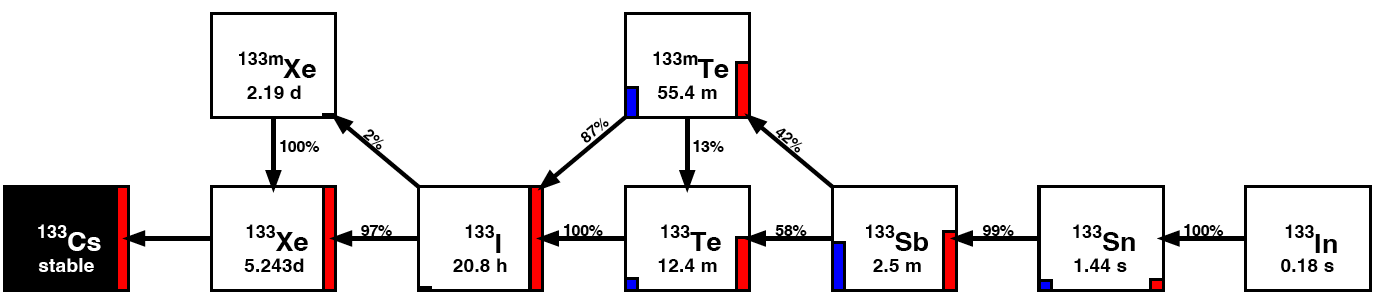 133mXe
2.19 d
133mTe
55.4 m
100%
2%
87%
13%
42%
133Cs
stable
133Xe
5.243d
97%
133I
20.8 h
100%
133Te
12.4 m
58%
133Sb
2.5 m
99%
133Sn
1.44 s
100%
133In
0.18 s